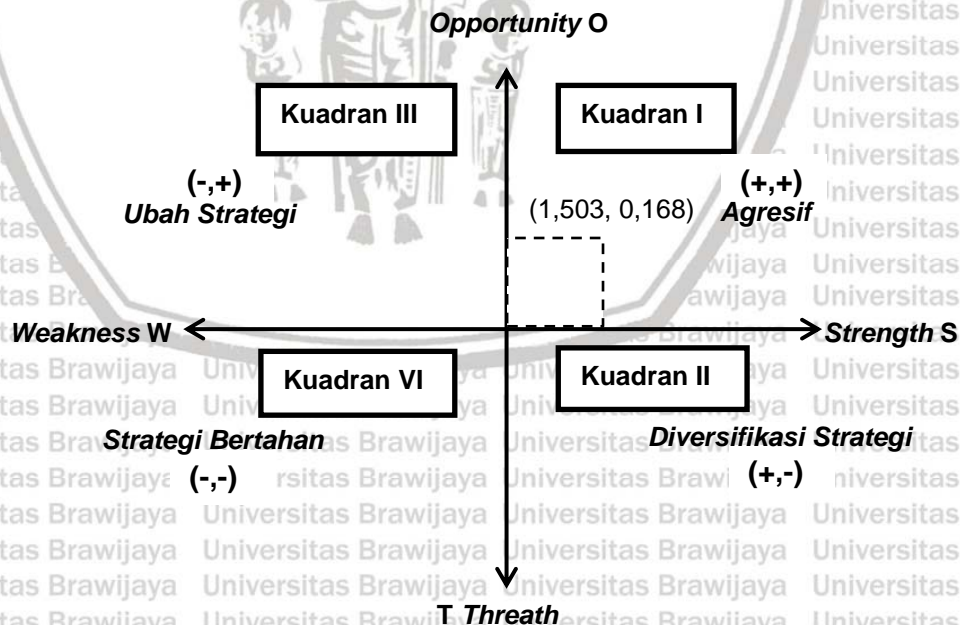 Opportunity O
Kuadran III
Kuadran I
(-,+)
Ubah Strategi
(+,+)
Agresif
(1,503, 0,168)
Weakness W
Strength S
Kuadran VI
Kuadran II
Strategi Bertahan
(-,-)
Diversifikasi Strategi
(+,-)
T Threath